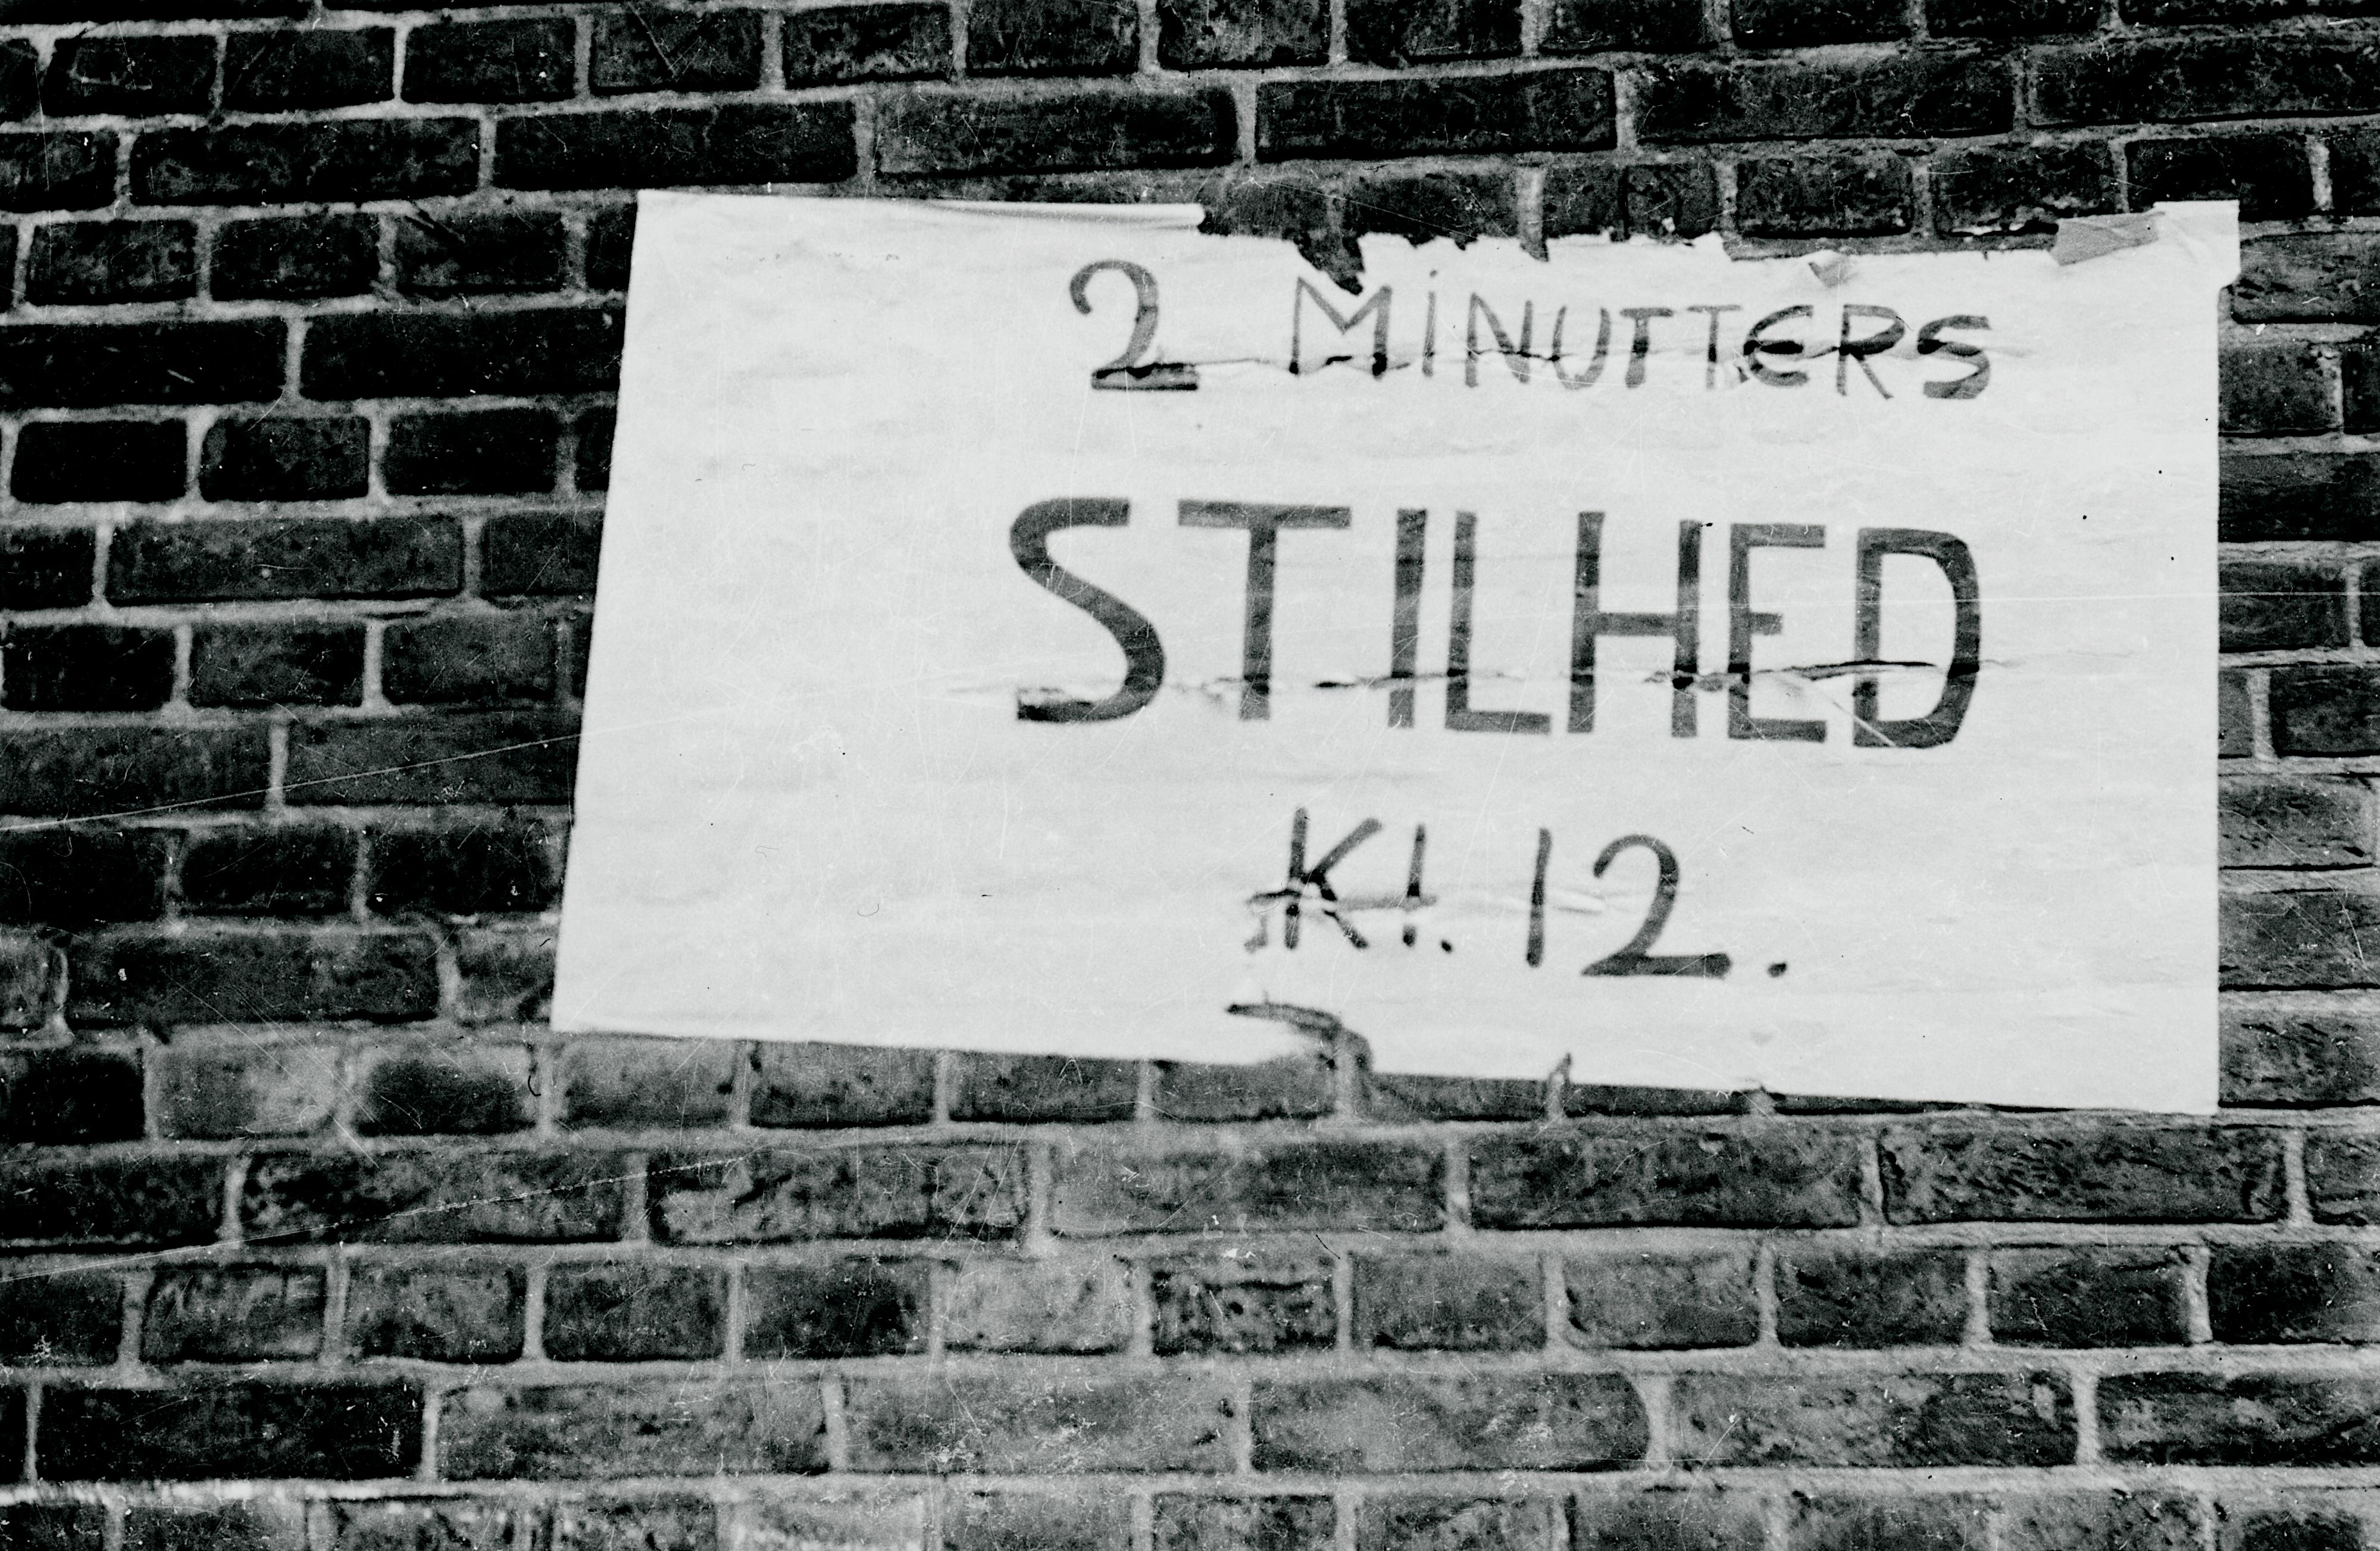 2 MINUTTERS
STILHED
Kl. 12.